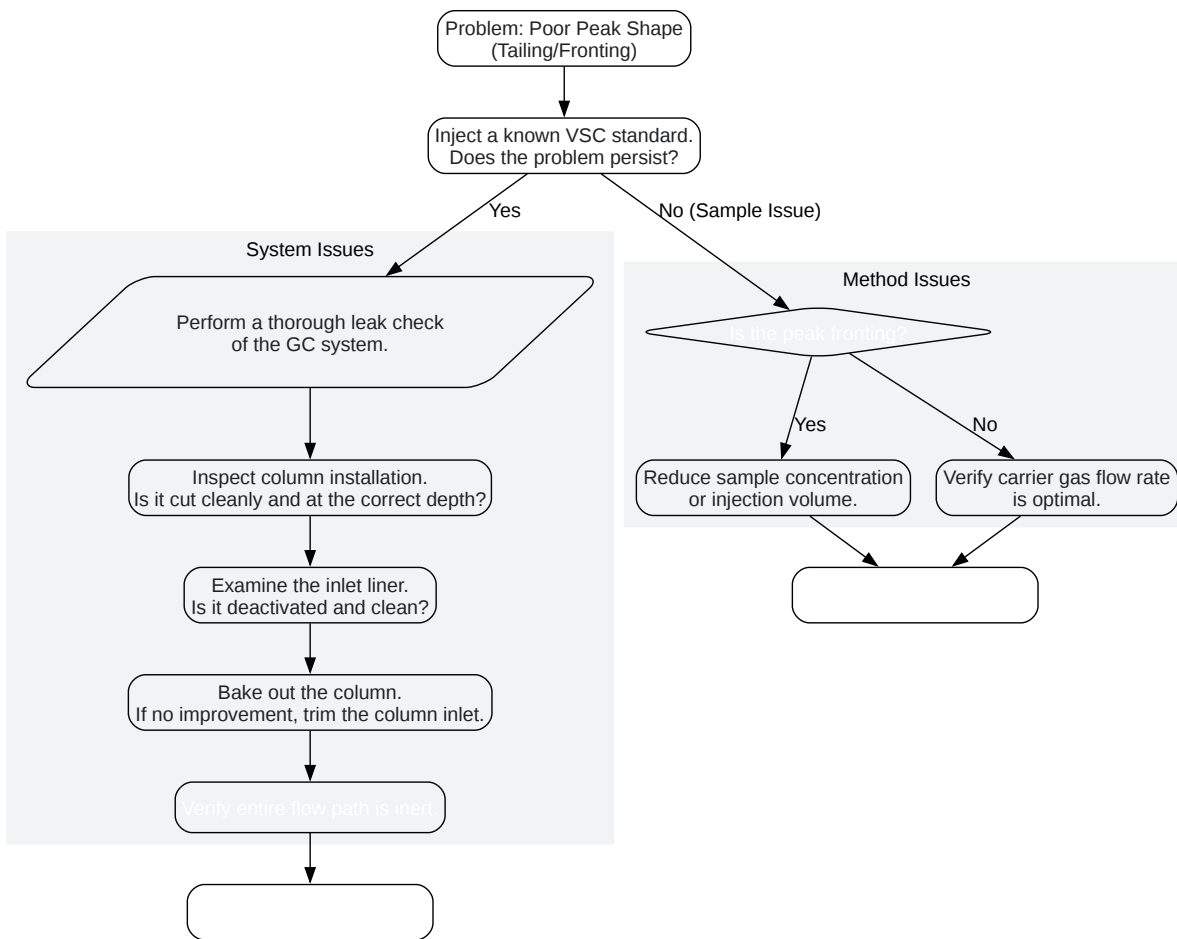 Problem: Poor Peak Shape
(Tailing/Fronting)
Inject a known VSC standard.
Does the problem persist?
Yes
No (Sample Issue)
System Issues
Perform a thorough leak check
of the GC system.
Inspect column installation.
Is it cut cleanly and at the correct depth?
Examine the inlet liner.
Is it deactivated and clean?
Bake out the column.
If no improvement, trim the column inlet.
Verify entire flow path is inert.
Method Issues
Is the peak fronting?
Yes
No
Reduce sample concentration
or injection volume.
Verify carrier gas flow rate
is optimal.